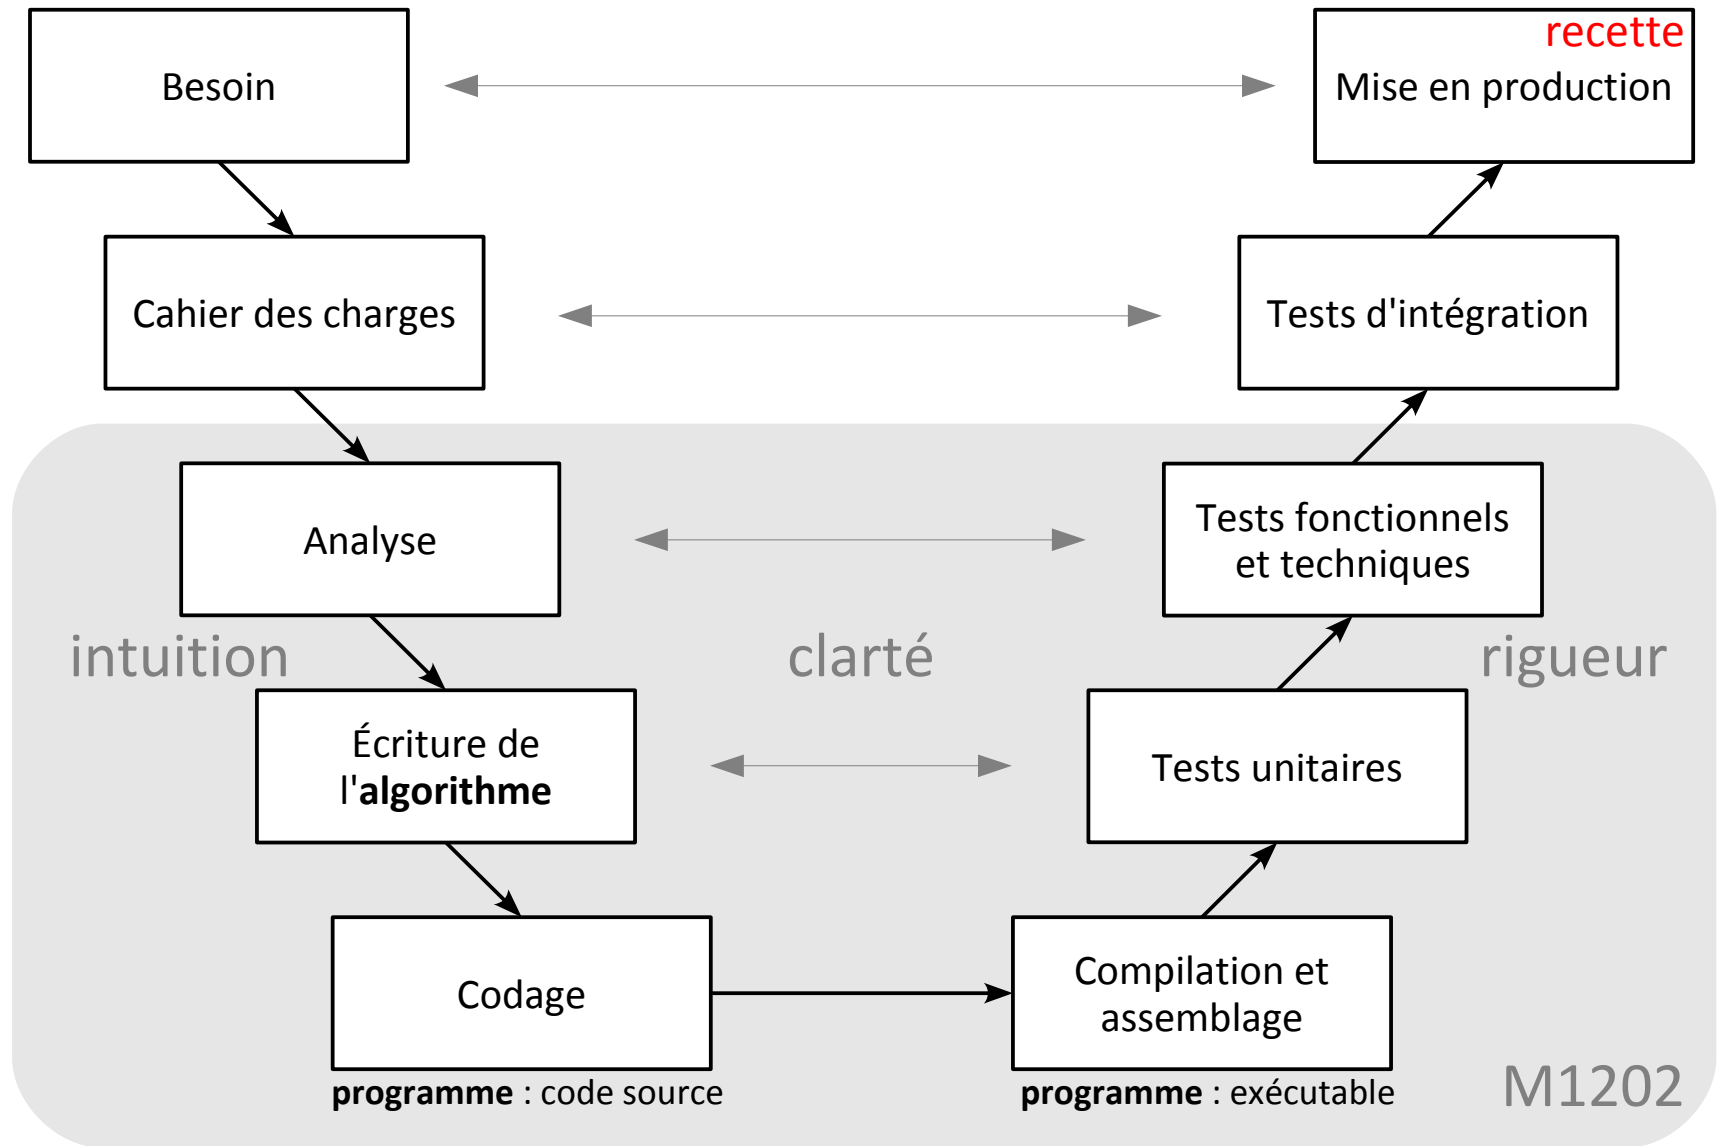 recette
Besoin
Mise en production
Cahier des charges
Tests d'intégration
Analyse
Tests fonctionnels
et techniques
intuition
clarté
rigueur
Écriture de
l'algorithme
Tests unitaires
Codage
Compilation et
assemblage
programme : code source
programme : exécutable
M1202